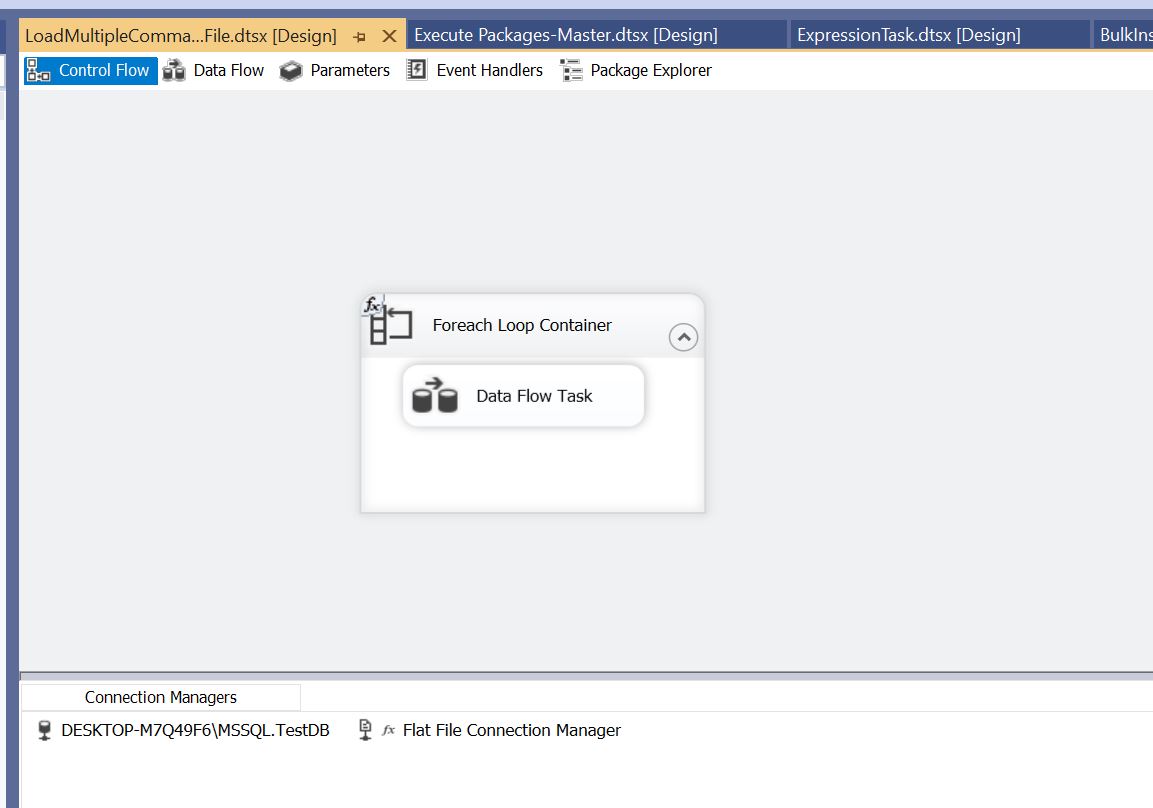 LoadMultipleComma...File.dtsx [Design]
Execute Packages-Master.dtsx [Design]
ExpressionTask.dtsx [Design]
BulkIns
Control Flow
Data Flow
Parameters
Event Handlers
Package Explorer
fx
Foreach Loop Container
Data Flow Task
Connection Managers
DESKTOP-M7Q49F6\MSSQL.TestDB
fx Flat File Connection Manager